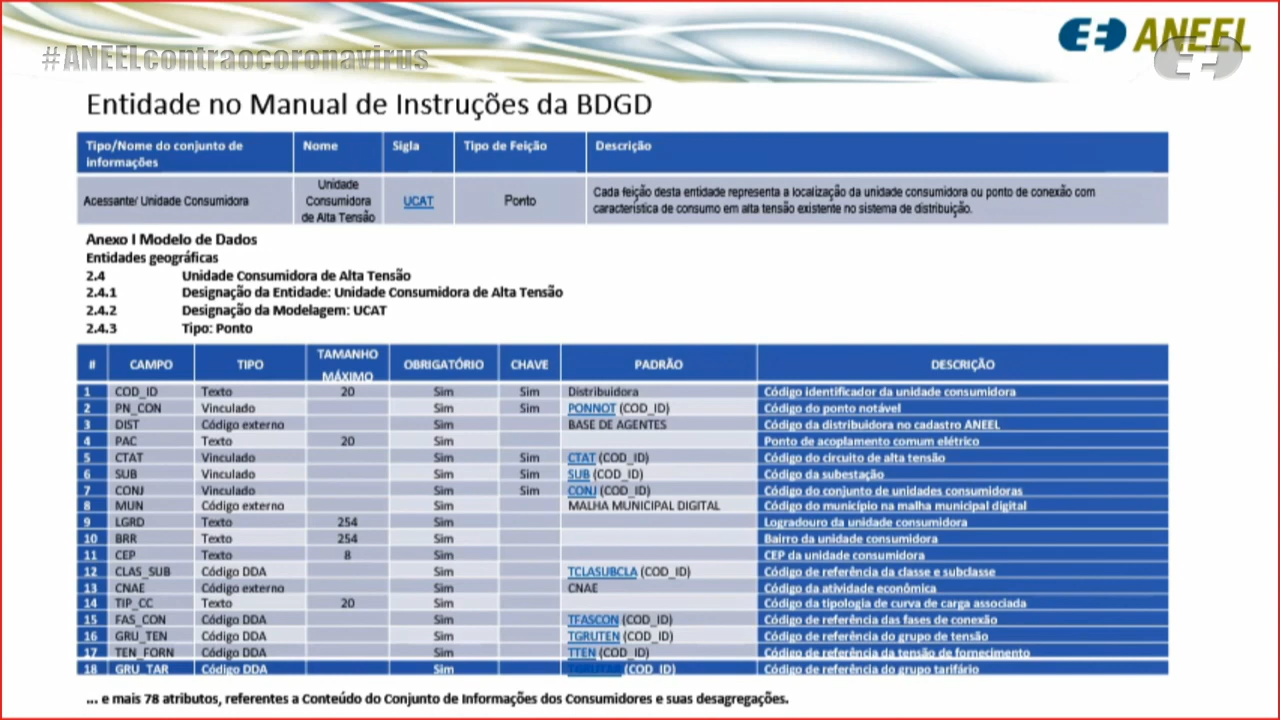 #ANEELcontraocoronavirus
ANEEL
Entidade no Manual de Instruções da BDGD
Tipo/Nome do conjunto de informações Nome Sigla Tipo de Feição Descrição
Acessante/ Unidade Consumidora Unidade Consumidora de Alta Tensão UCAT Ponto Cada feição desta entidade representa a localização da unidade consumidora ou ponto de conexão com
característica de consumo em alta tensão existente no sistema de distribuição.
Anexo I Modelo de Dados
Entidades geográficas
2.4 Unidade Consumidora de Alta Tensão
2.4.1 Designação da Entidade: Unidade Consumidora de Alta Tensão
2.4.2 Designação da Modelagem: UCAT
2.4.3 Tipo: Ponto
# CAMPO TIPO TAMANHO MÁXIMO OBRIGATÓRIO CHAVE PADRÃO DESCRIÇÃO
1 COD_ID Texto 20 Sim Sim Distribuidora Código identificador da unidade consumidora
2 PN_CON Vinculado Sim Sim PONNOT (COD_ID) Código do ponto notável
3 DIST Código externo Sim BASE DE AGENTES Código da distribuidora no cadastro ANEEL
4 PAC Texto 20 Sim Ponto de acoplamento comum elétrico
5 CTAT Vinculado Sim Sim CTAT (COD_ID) Código do circuito de alta tensão
6 SUB Vinculado Sim Sim SUB (COD_ID) Código da subestação
7 CONJ Vinculado Sim Sim CONJ (COD_ID) Código do conjunto de unidades consumidoras
8 MUN Código externo Sim MALHA MUNICIPAL DIGITAL Código do município na malha municipal digital
9 LGRD Texto 254 Sim Logradouro da unidade consumidora
10 BRR Texto 254 Sim Bairro da unidade consumidora
11 CEP Texto 8 Sim CEP da unidade consumidora
12 CLAS_SUB Código DDA Sim TCLASUBCLA (COD_ID) Código de referência da classe e subclasse
13 CNAE Código externo Sim CNAE Código da atividade econômica
14 TIP_CC Texto 20 Sim Código da tipologia de curva de carga associada
15 FAS_CON Código DDA Sim TFASCON (COD_ID) Código de referência das fases de conexão
16 GRU_TEN Código DDA Sim TGRUTEN (COD_ID) Código de referência do grupo de tensão
17 TEN_FORN Código DDA Sim TTEN (COD_ID) Código de referência da tensão de fornecimento
18 GRU_TAR Código DDA Sim (COD_ID) Código de referência do grupo tarifário
... e mais 78 atributos, referentes a Conteúdo do Conjunto de Informações dos Consumidores e suas desagregações.